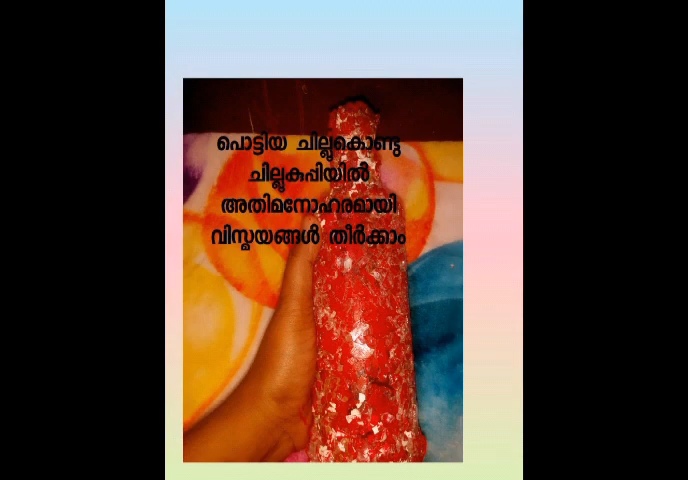 പൊട്ടിയ ചില്ലുകൊണ്ടു
ചില്ലുകുപ്പിയിൽ
അതിമനോഹരമായി
വിസ്മയങ്ങൾ തീർക്കാം